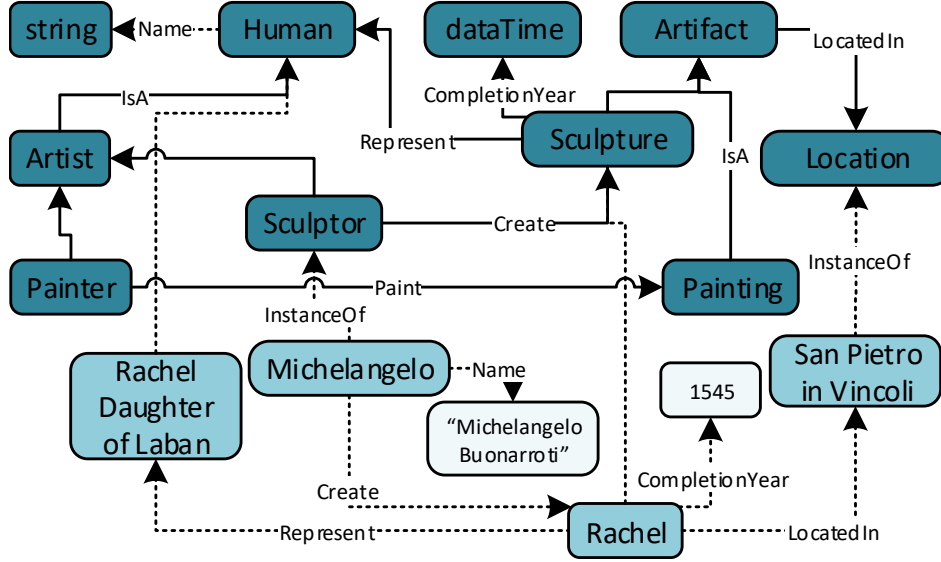 string
Name
Human
dataTime
Artifact
LocatedIn
IsA
CompletionYear
Represent
Sculpture
IsA
Artist
Location
Sculptor
Create
InstanceOf
Painter
Paint
Painting
InstanceOf
Rachel
Daughter
of Laban
Michelangelo
Name
1545
San Pietro
in Vincoli
“Michelangelo
Buonarroti”
CompletionYear
Create
Represent
Rachel
LocatedIn